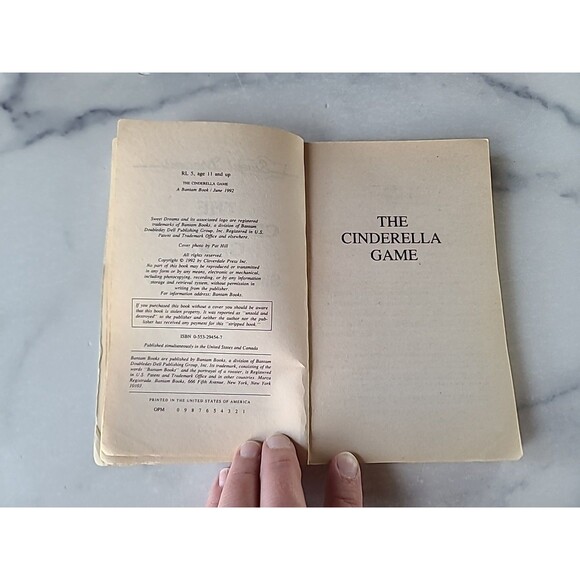 RL 5, age 11 and up
THE CINDERELLA GAME
A Bantam Book / June 1992
Sweet Dreams and its associated logo are registered
trademarks of Bantam Books, a division of Bantam
Doubleday Dell Publishing Group, Inc. Registered in U.S.
Patent and Trademark Office and elsewhere.
Cover photo by Pat Hill
All rights reserved.
Copyright © 1992 by Cloverdale Press Inc.
No part of this book may be reproduced or transmitted
in any form or by any means, electronic or mechanical,
including photocopying, recording, or by any information
storage and retrieval system, without permission in
writing from the publisher.
For information address: Bantam Books.
If you purchased this book without a cover you should be aware
that this book is stolen property. It was reported as "unsold and
destroyed" to the publisher and neither the author nor the pub-
lisher has received any payment for this "stripped book."
ISBN 0-553-29454-7
Published simultaneously in the United States and Canada
Bantam Books are published by Bantam Books, a division of Bantam
Doubleday Dell Publishing Group, Inc. Its trademark, consisting of the
words "Bantam Books" and the portrayal of a rooster, is Registered
in U.S. Patent and Trademark Office and in other countries. Marca
Registrada. Bantam Books, 666 Fifth Avenue, New York, New York
10103.
PRINTED IN THE UNITED STATES OF AMERICA
OPM 0 9 8 7 6 5 4 3 2 1
THE
CINDERELLA
GAME